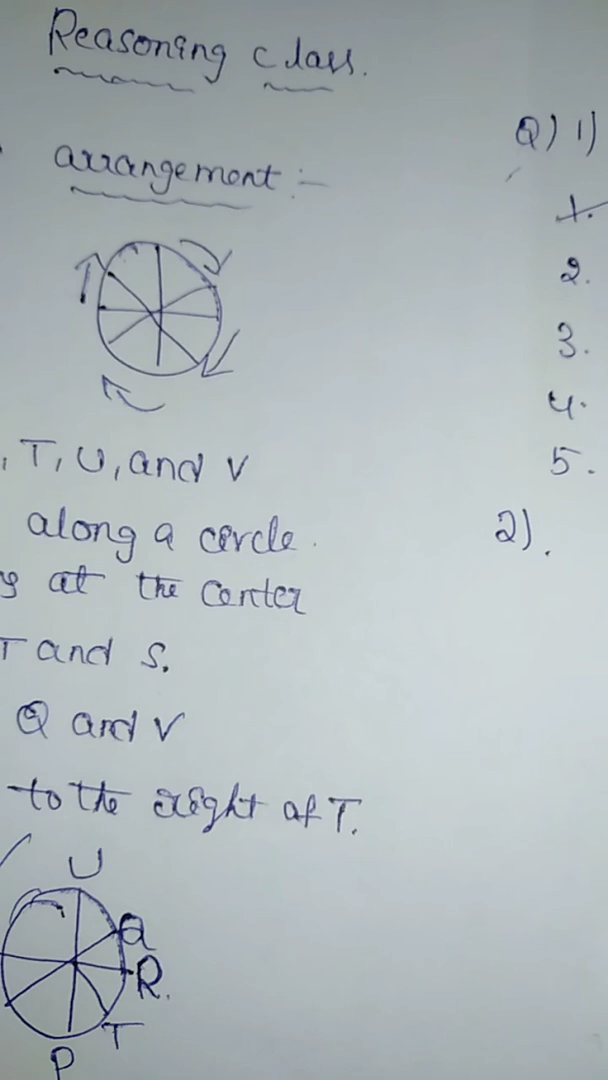 Reasoning class.
arrangement :-
, T, U, and V
along a circle.
at the center
T and S.
Q and V
to the right of T.
U
Q
R.
T
P
Q) 1)
1.
2.
3.
4.
5.
2).